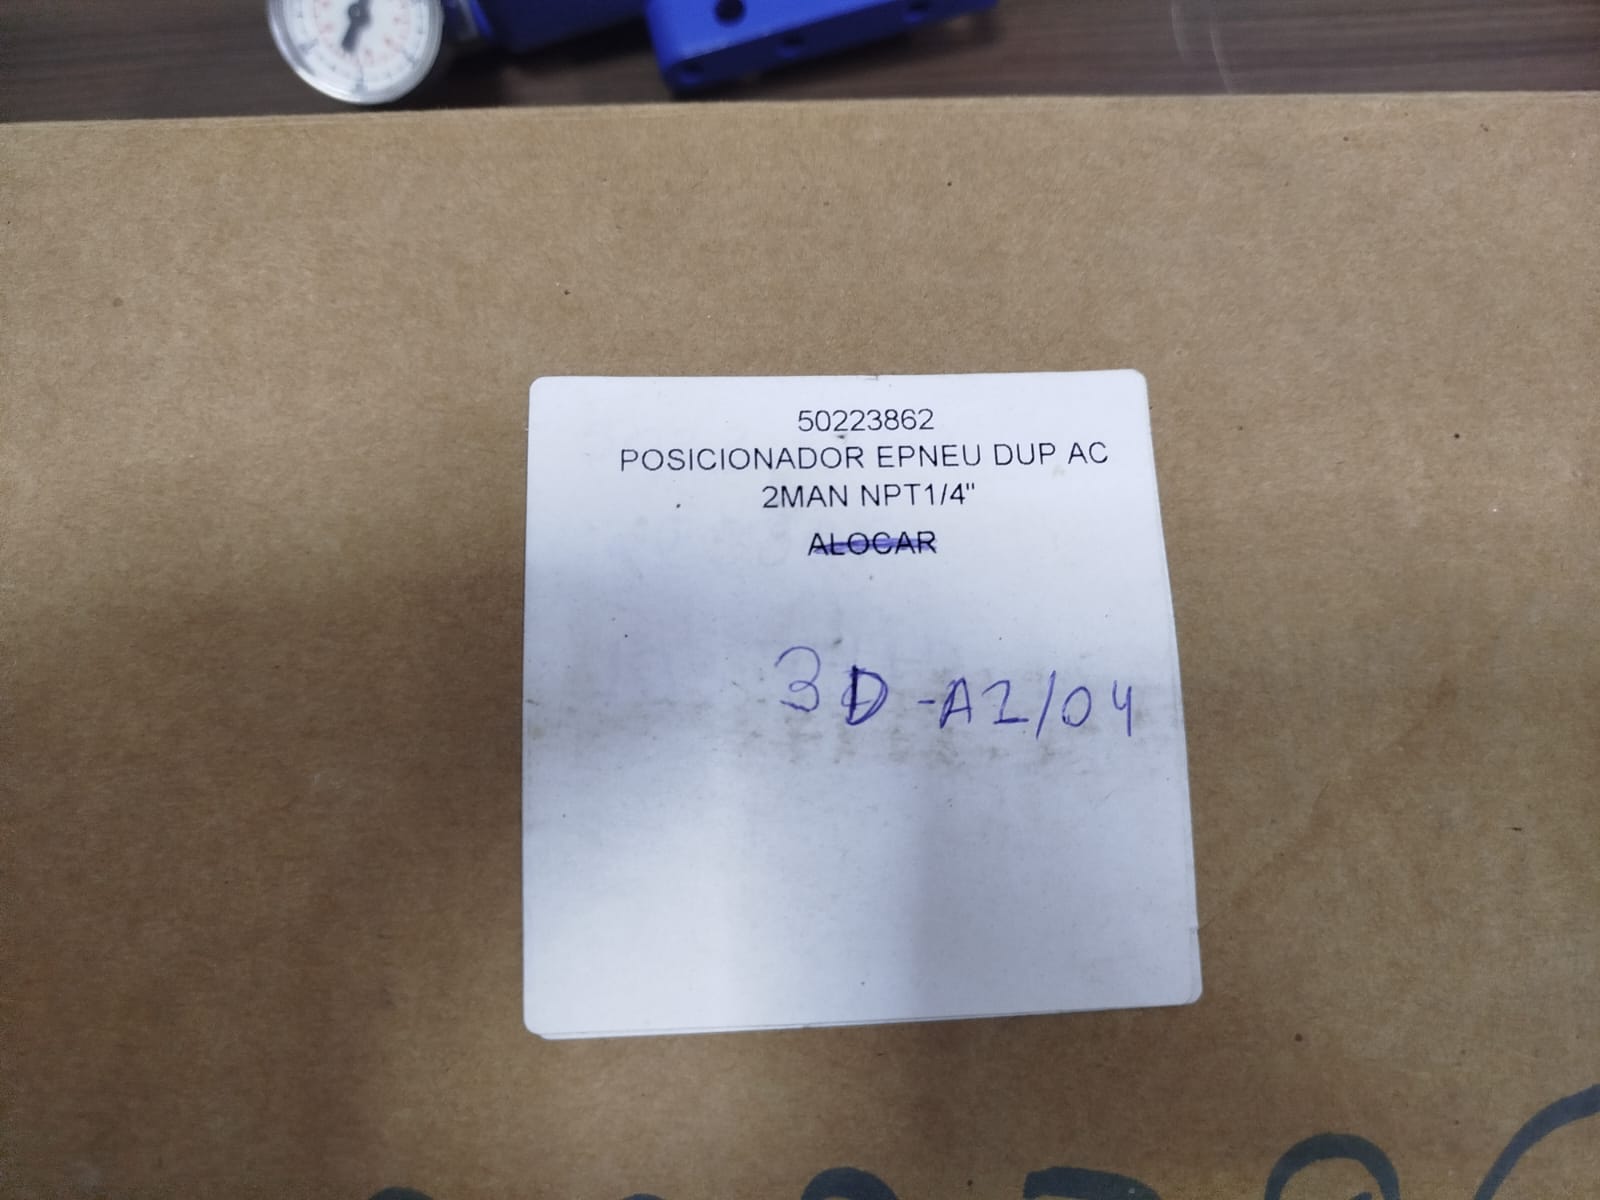 50223862
POSICIONADOR EPNEU DUP AC
2MAN NPT1/4"
ALOCAR
3D-A1/04